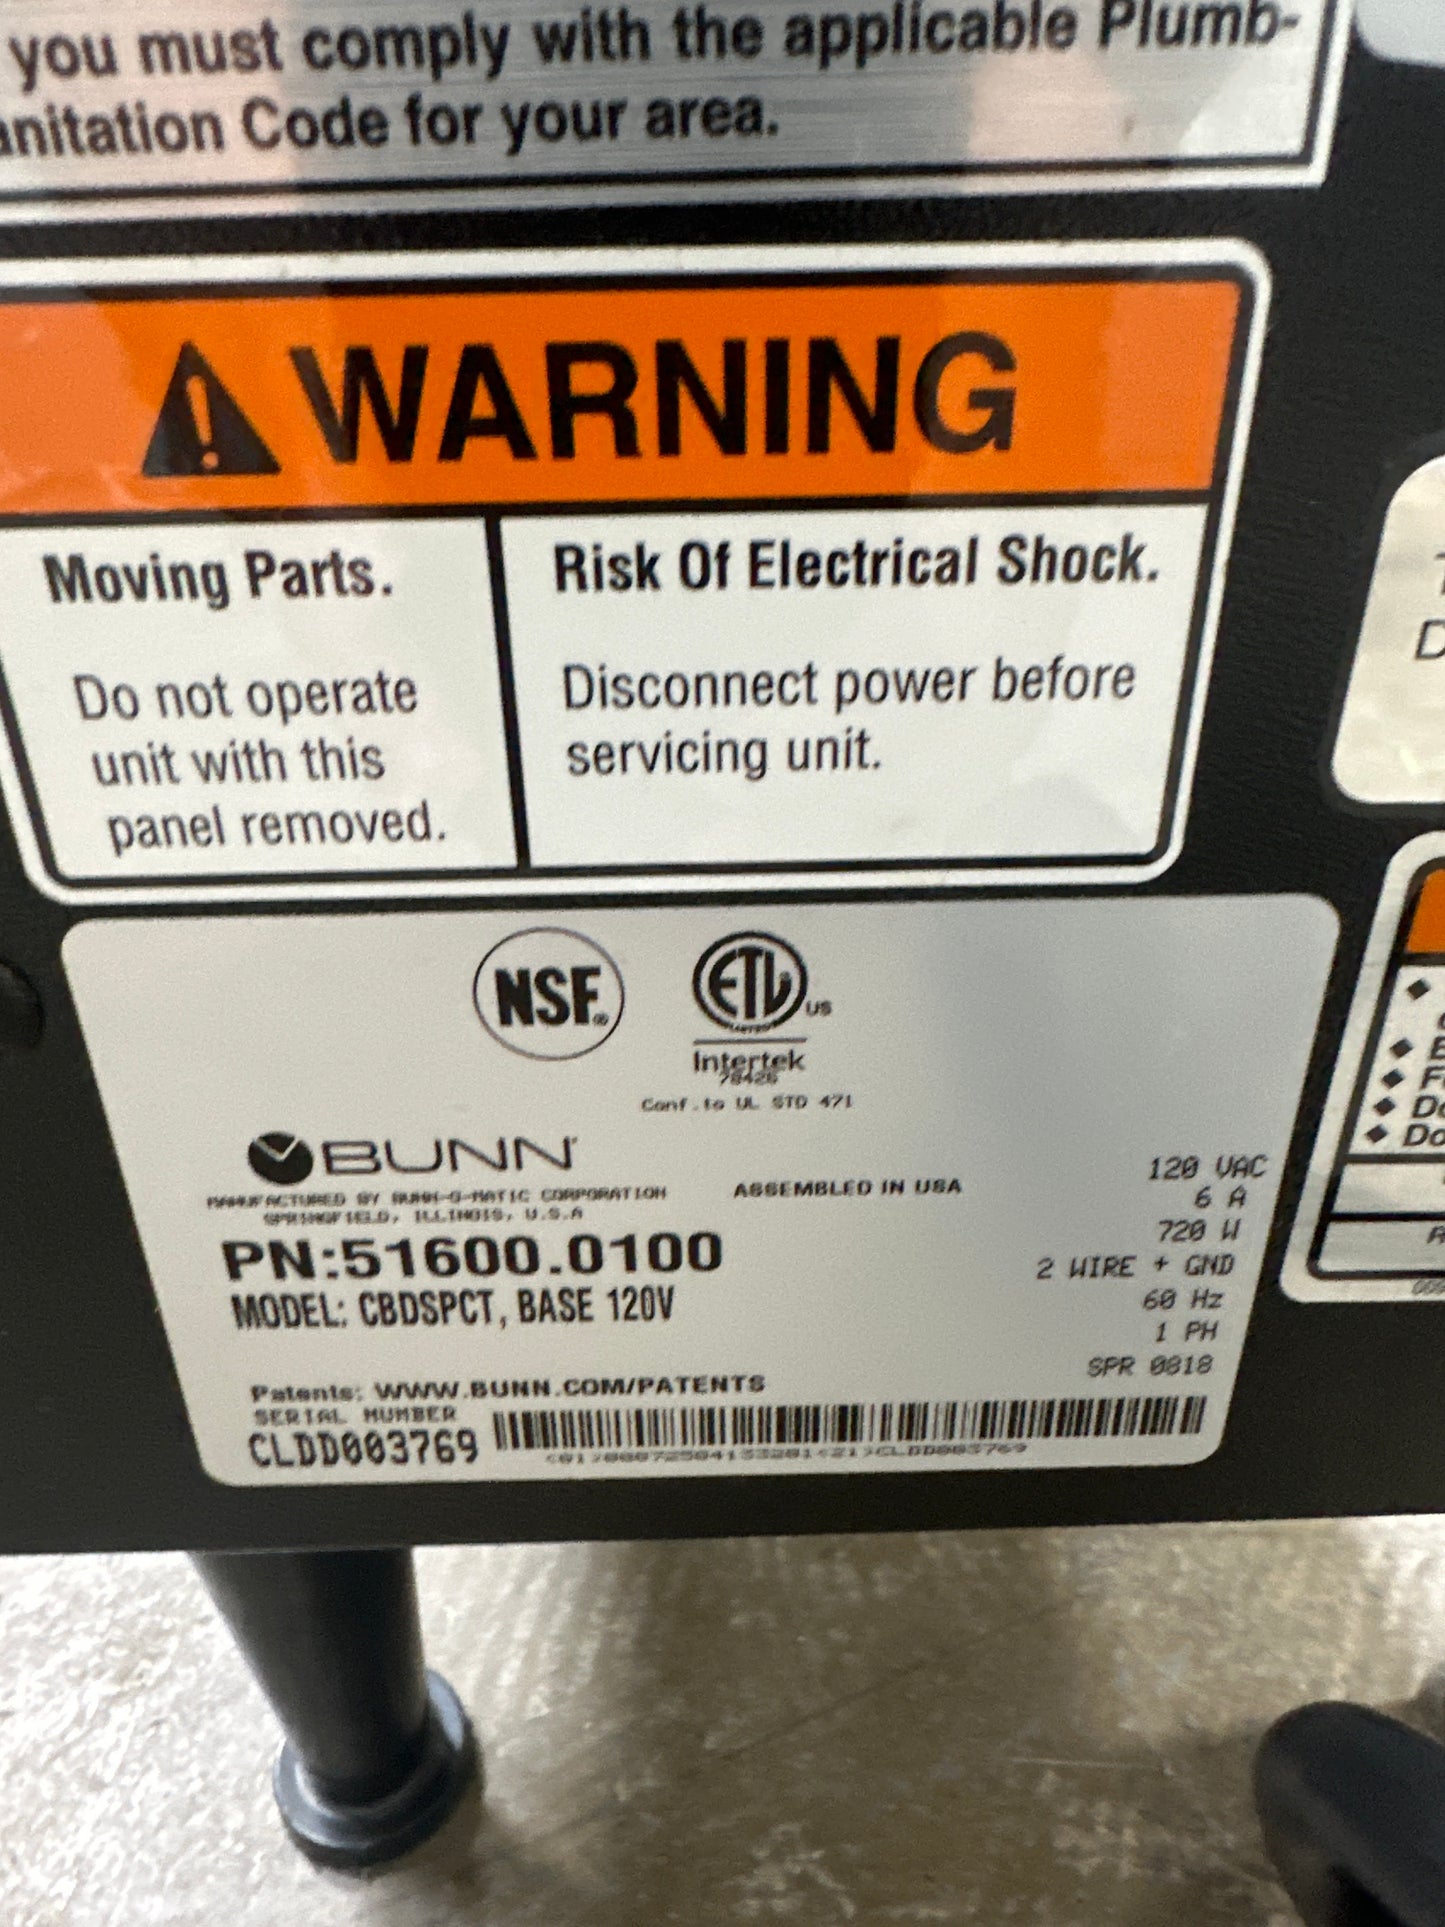 you must comply with the applicable Plumb-
anitation Code for your area.
WARNING
Moving Parts.
Do not operate
unit with this
panel removed.
Risk Of Electrical Shock.
Disconnect power before
servicing unit.
NSF®
ETL US
LISTED
Intertek
78426
Conf.to UL STD 471
BUNN®
MANUFACTURED BY BUNN-O-MATIC CORPORATION
SPRINGFIELD, ILLINOIS, U.S.A
ASSEMBLED IN USA
PN:51600.0100
MODEL: CBDSPCT, BASE 120V
120 VAC
6 A
720 W
2 WIRE + GND
60 Hz
1 PH
SPR 0818
Patents: WWW.BUNN.COM/PATENTS
SERIAL NUMBER
CLDD003769
D
Do
Do